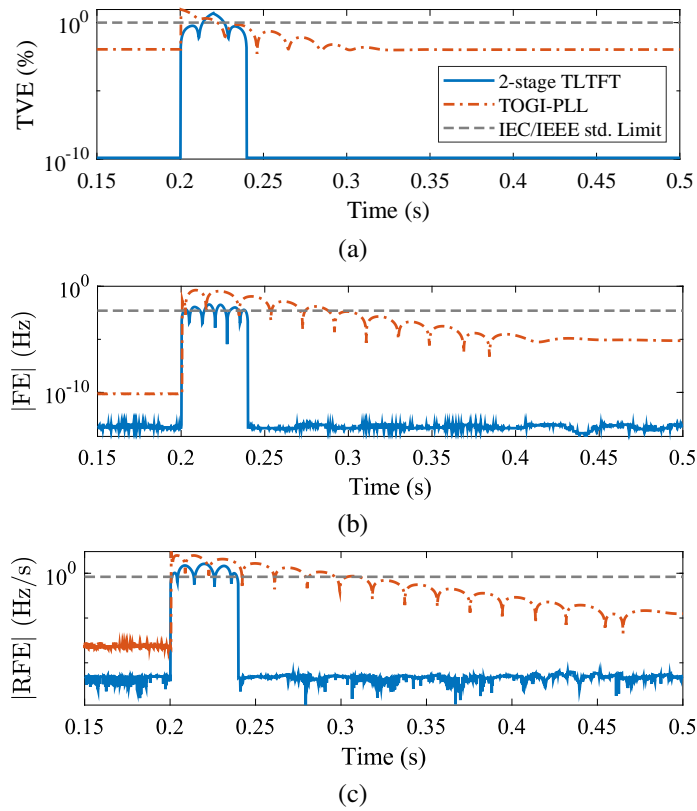 10^0
TVE (%)
2-stage TLTFT
TOGI-PLL
IEC/IEEE std. Limit
10^-10
0.15 0.2 0.25 0.3 0.35 0.4 0.45 0.5
Time (s)
(a)
10^0
|FE| (Hz)
10^-10
0.15 0.2 0.25 0.3 0.35 0.4 0.45 0.5
Time (s)
(b)
10^0
|RFE| (Hz/s)
0.15 0.2 0.25 0.3 0.35 0.4 0.45 0.5
Time (s)
(c)